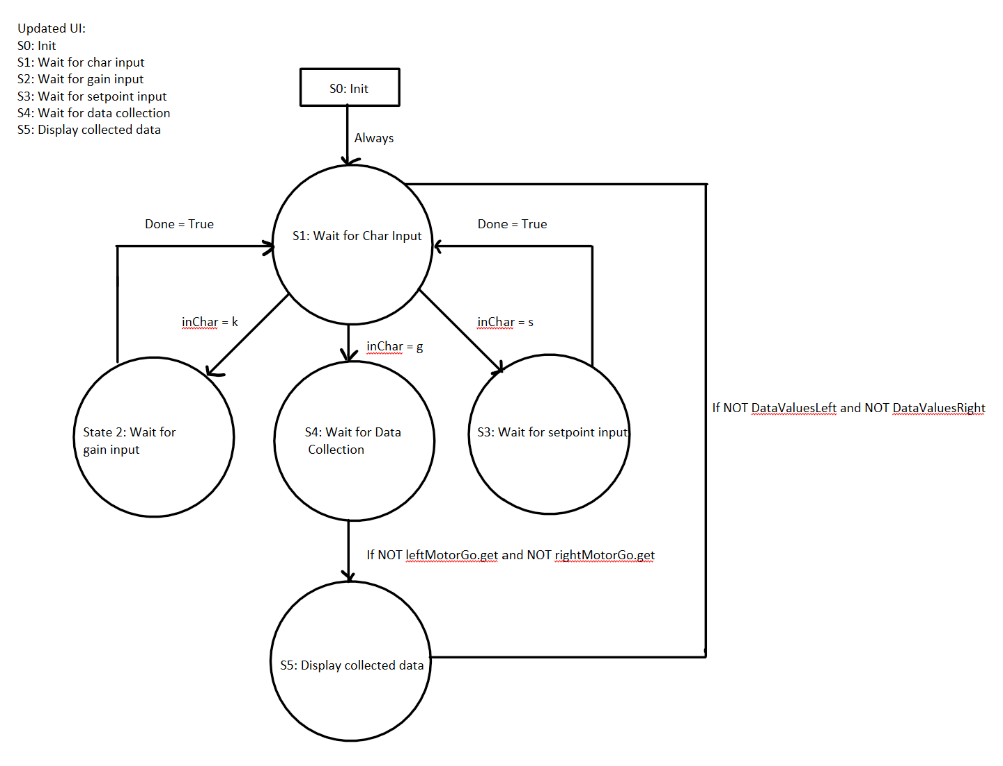 Updated UI:
S0: Init
S1: Wait for char input
S2: Wait for gain input
S3: Wait for setpoint input
S4: Wait for data collection
S5: Display collected data
S0: Init
Always
Done = True
Done = True
S1: Wait for Char Input
inChar = k
inChar = s
inChar = g
If NOT DataValuesLeft and NOT DataValuesRight
State 2: Wait for
gain input
S4: Wait for Data
Collection
S3: Wait for setpoint input
If NOT leftMotorGo.get and NOT rightMotorGo.get
S5: Display collected data